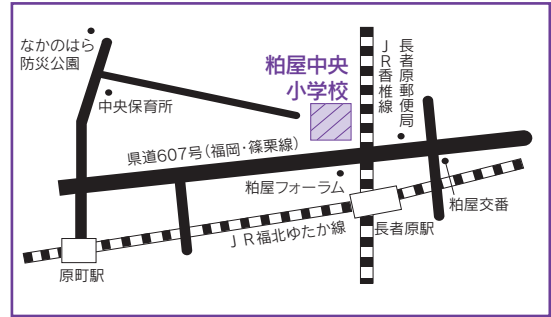 なかのはら
防災公園
中央保育所
粕屋中央
小学校
JR香椎線
長者原郵便局
県道607号(福岡・篠栗線)
粕屋フォーラム
粕屋交番
JR福北ゆたか線
長者原駅
原町駅